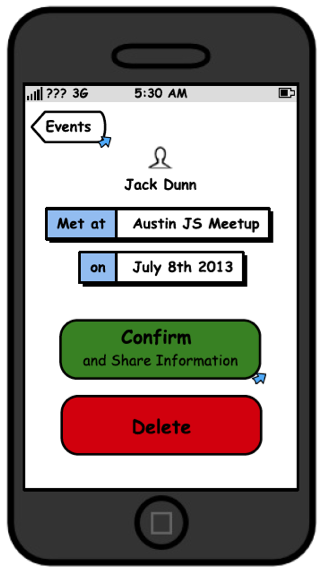 ??? 3G 5:30 AM
Events
Jack Dunn
Met at Austin JS Meetup
on July 8th 2013
Confirm
and Share Information
Delete